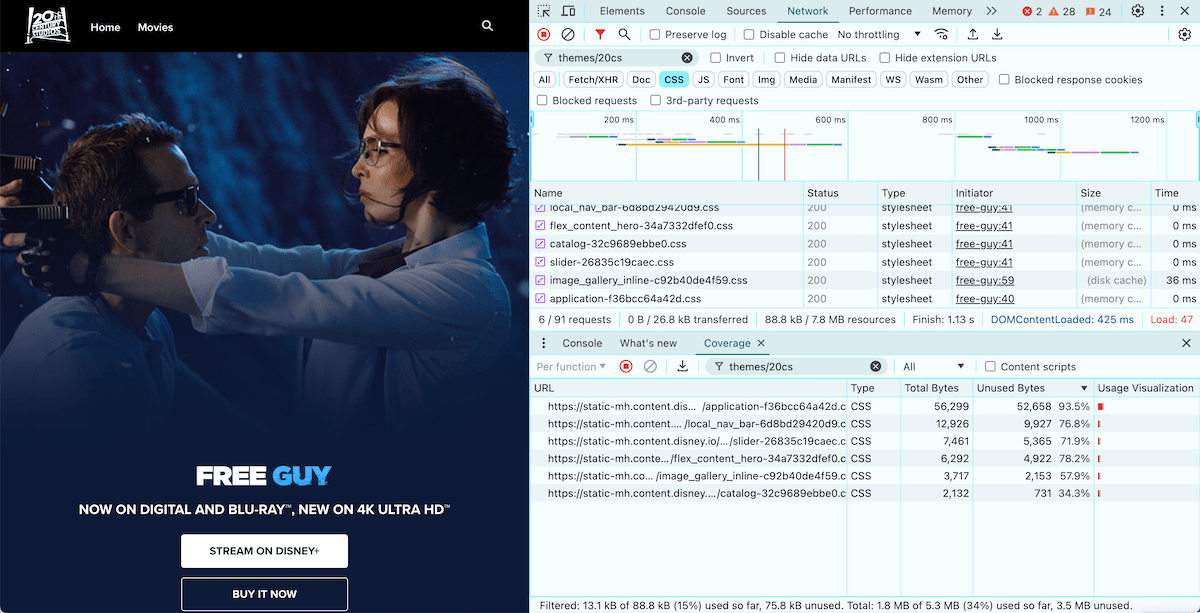 20TH
CENTURY
STUDIOS
Home Movies
FREE GUY
NOW ON DIGITAL AND BLU-RAY™, NEW ON 4K ULTRA HD™
STREAM ON DISNEY+
BUY IT NOW
Elements Console Sources Network Performance Memory 2 28 24
Preserve log Disable cache No throttling
themes/20cs Invert Hide data URLs Hide extension URLs
All Fetch/XHR Doc CSS JS Font Img Media Manifest WS Wasm Other Blocked response cookies
Blocked requests 3rd-party requests
200 ms 400 ms 600 ms 800 ms 1000 ms 1200 ms
Name Status Type Initiator Size Time
local_nav_bar-6d8bd29420d9.css 200 stylesheet free-guy:41 (memory c... 0 ms
flex_content_hero-34a7332dfef0.css 200 stylesheet free-guy:41 (memory c... 0 ms
catalog-32c9689ebbe0.css 200 stylesheet free-guy:41 (memory c... 0 ms
slider-26835c19caec.css 200 stylesheet free-guy:41 (memory c... 0 ms
image_gallery_inline-c92b40de4f59.css 200 stylesheet free-guy:59 (disk cache) 36 ms
application-f36bcc64a42d.css 200 stylesheet free-guy:40 (memory c... 0 ms
6 / 91 requests 0 B / 26.8 kB transferred 88.8 kB / 7.8 MB resources Finish: 1.13 s DOMContentLoaded: 425 ms Load: 47
Console What's new Coverage
Per function themes/20cs All Content scripts
URL Type Total Bytes Unused Bytes Usage Visualization
https://static-mh.content.dis... /application-f36bcc64a42d.c CSS 56,299 52,658 93.5%
https://static-mh.content.... /local_nav_bar-6d8bd29420d9.c CSS 12,926 9,927 76.8%
https://static-mh.content.disney.io/... /slider-26835c19caec.c CSS 7,461 5,365 71.9%
https://static-mh.conte... /flex_content_hero-34a7332dfef0.c CSS 6,292 4,922 78.2%
https://static-mh.co... /image_gallery_inline-c92b40de4f59.c CSS 3,717 2,153 57.9%
https://static-mh.content.disney.... /catalog-32c9689ebbe0.c CSS 2,132 731 34.3%
Filtered: 13.1 kB of 88.8 kB (15%) used so far, 75.8 kB unused. Total: 1.8 MB of 5.3 MB (34%) used so far, 3.5 MB unused.